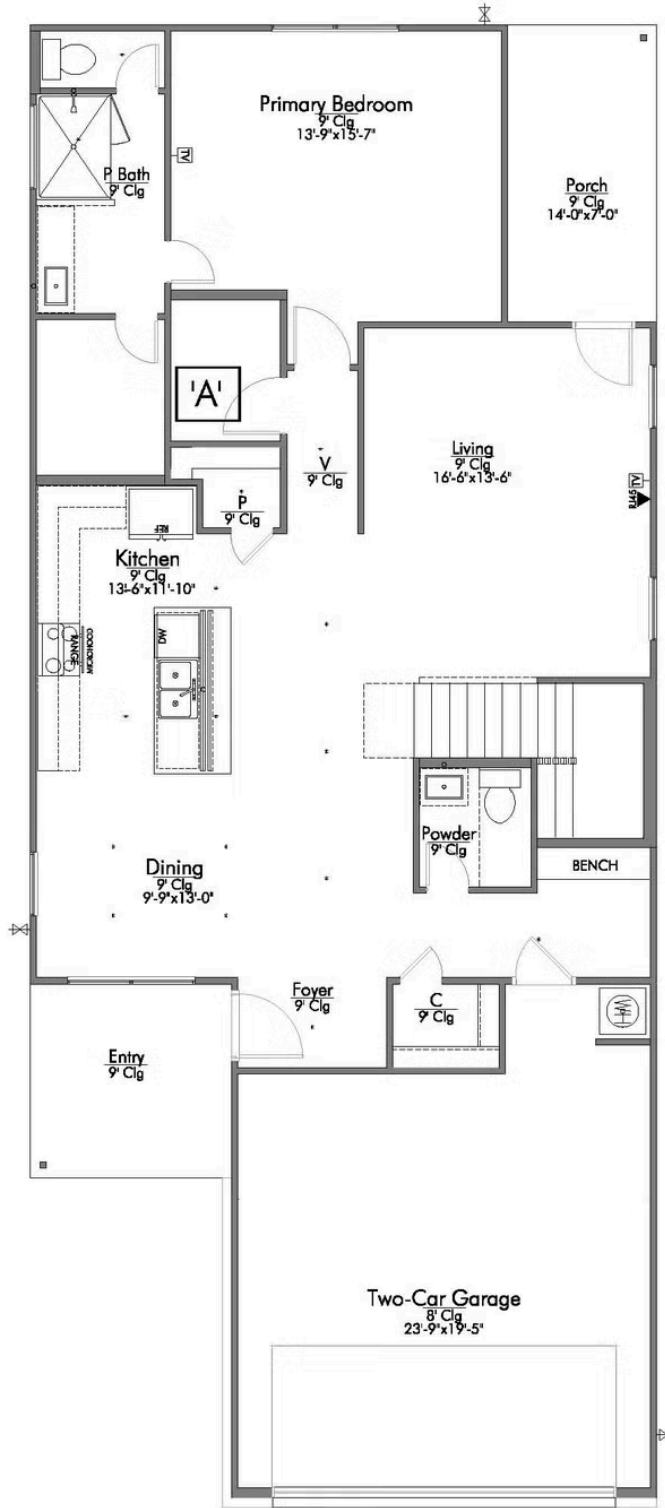 Primary Bedroom
9' Clg
13'-9"x15'-7"
TV
P Bath
9' Clg
Porch
9' Clg
14'-0"x7'-0"
'A'
V
9' Clg
Living
9' Clg
16'-6"x13'-6"
TV
RJ45
P
9' Clg
REF
Kitchen
9' Clg
13'-6"x11'-10"
DW
RANGE
Powder
9' Clg
BENCH
Dining
9' Clg
9'-9"x13'-0"
Foyer
9' Clg
C
9' Clg
WH
Entry
9' Clg
Two-Car Garage
8' Clg
23'-9"x19'-5"